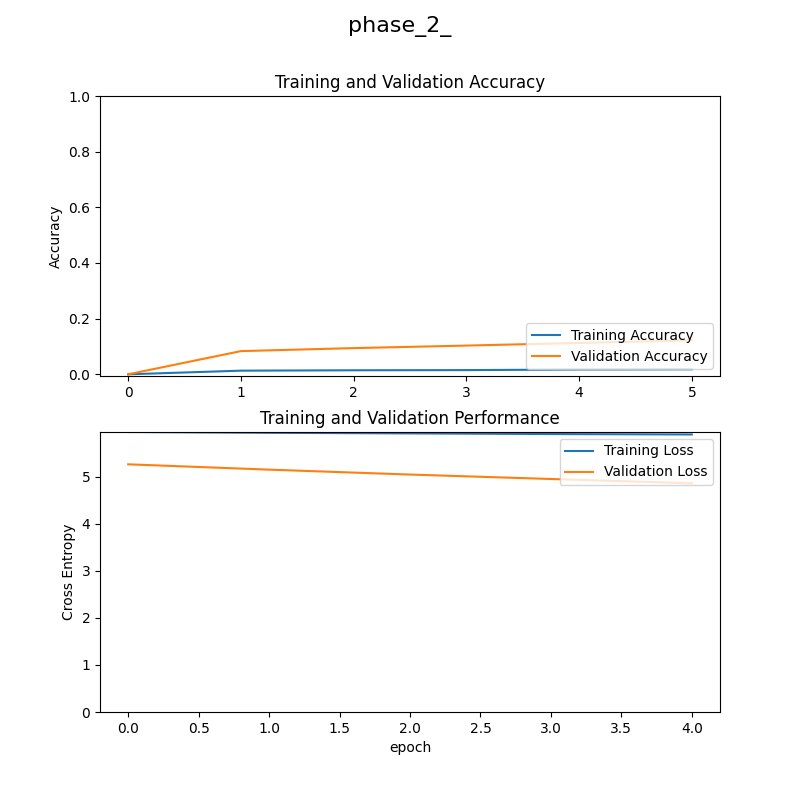 phase_2_
Training and Validation Accuracy
1.0
0.8
0.6
0.4
0.2
0.0
Accuracy
Training Accuracy
Validation Accuracy
0 1 2 3 4 5
Training and Validation Performance
5
4
3
2
1
0
Cross Entropy
Training Loss
Validation Loss
0.0 0.5 1.0 1.5 2.0 2.5 3.0 3.5 4.0
epoch